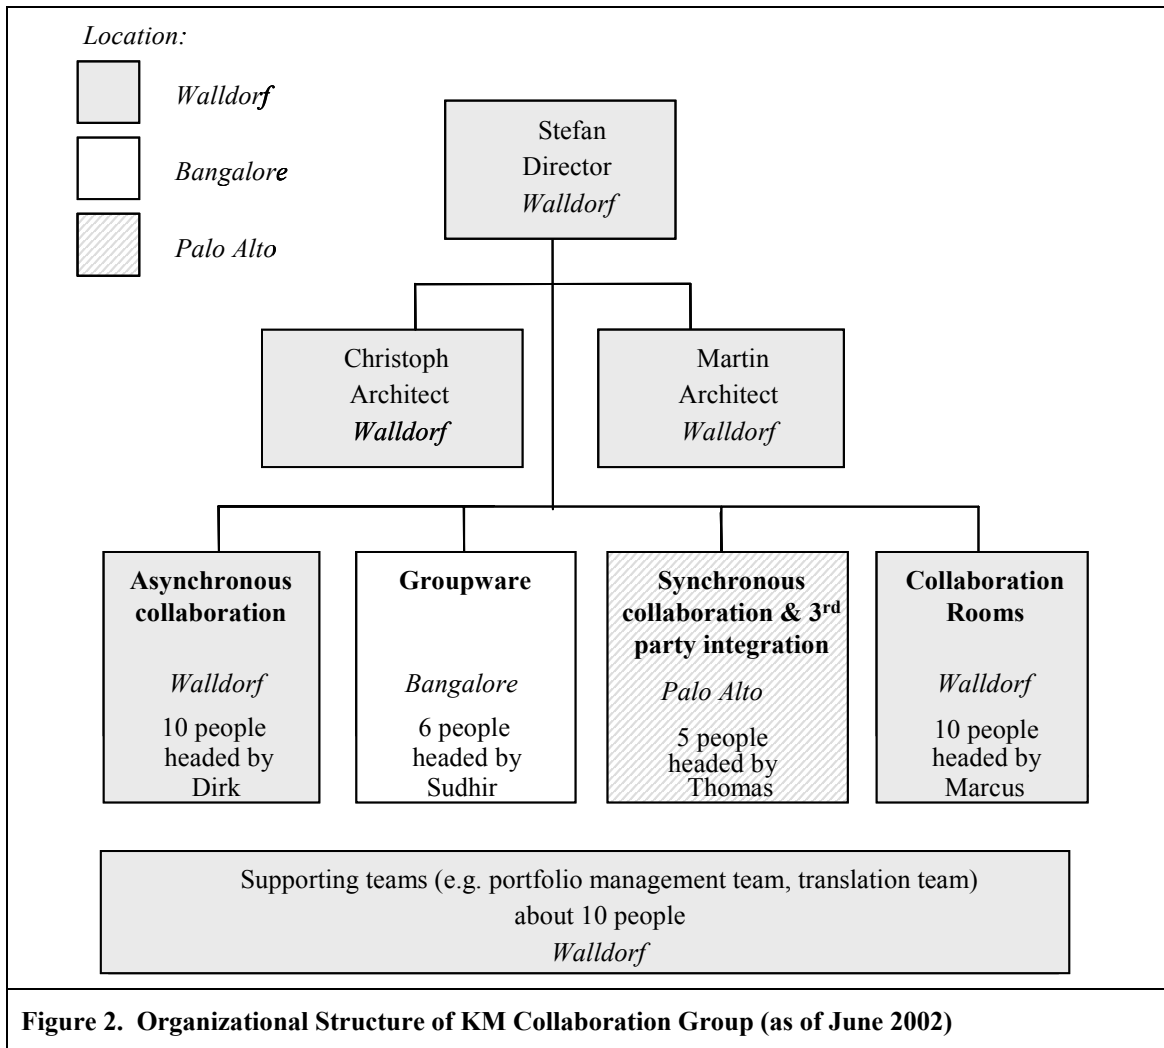 Location:
Walldorf
Bangalore
Palo Alto
Stefan
Director
Walldorf
Christoph
Architect
Walldorf
Martin
Architect
Walldorf
Asynchronous
collaboration
Walldorf
10 people
headed by
Dirk
Groupware
Bangalore
6 people
headed by
Sudhir
Synchronous
collaboration & 3rd
party integration
Palo Alto
5 people
headed by
Thomas
Collaboration
Rooms
Walldorf
10 people
headed by
Marcus
Supporting teams (e.g. portfolio management team, translation team)
about 10 people
Walldorf
Figure 2. Organizational Structure of KM Collaboration Group (as of June 2002)